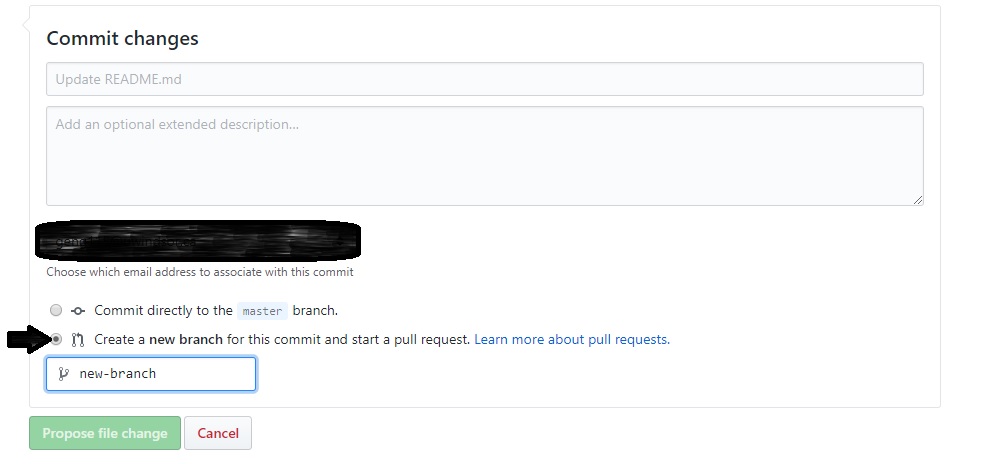 Commit changes
Update README.md
Add an optional extended description...
Choose which email address to associate with this commit
Commit directly to the master branch.
Create a new branch for this commit and start a pull request. Learn more about pull requests.
new-branch
Propose file change Cancel